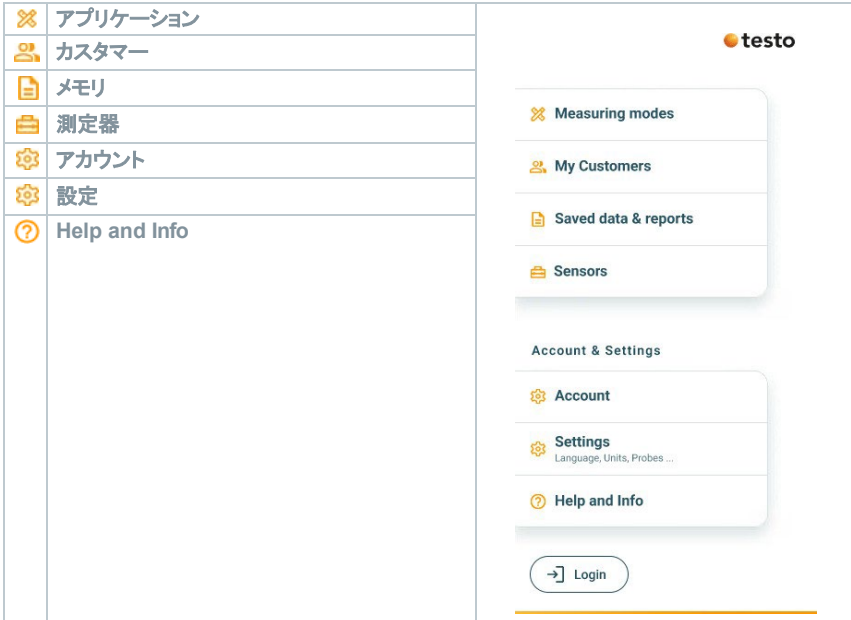 アプリケーション
カスタマー
メモリ
測定器
アカウント
設定
Help and Info
testo
Measuring modes
My Customers
Saved data & reports
Sensors
Account & Settings
Account
Settings
Language, Units, Probes ...
Help and Info
Login